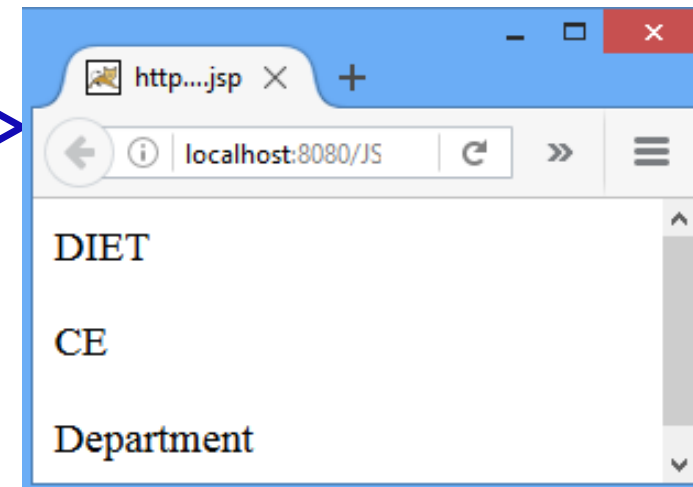 >
http....jsp
localhost:8080/JS
DIET
CE
Department